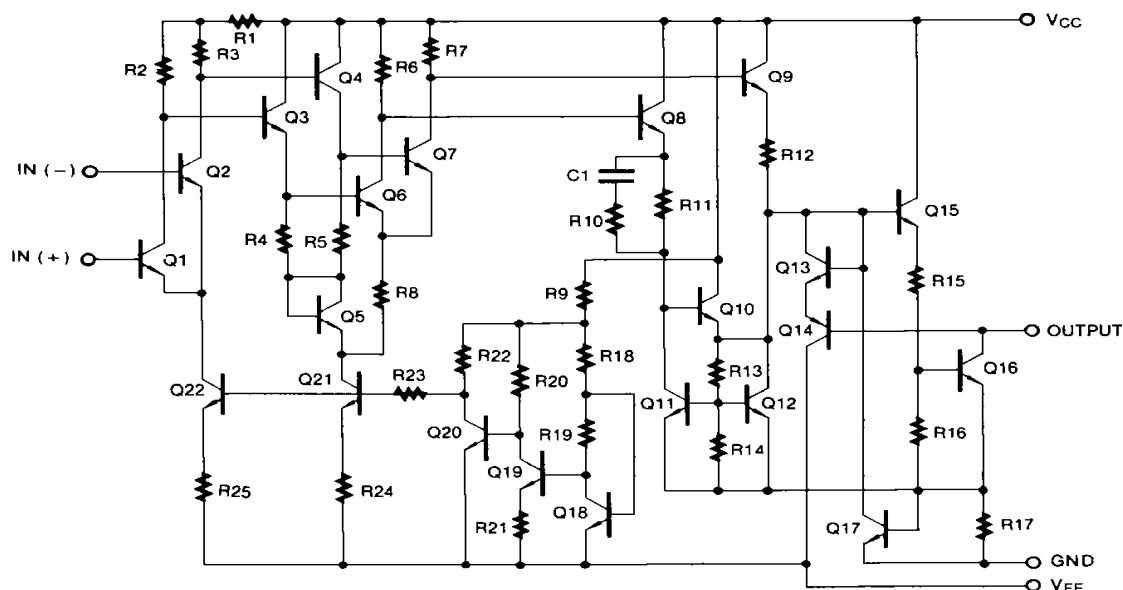 R1
VCC
R3
R7
R2
Q4
R6
Q9
Q3
Q8
IN (−)
Q2
Q7
R12
C1
Q6
R11
Q15
R10
R4
R5
IN (+)
Q1
Q13
R15
R8
R9
Q10
Q5
Q14
OUTPUT
R22
R18
R13
Q16
R20
Q22
Q21
R23
Q11
Q12
Q20
R19
R14
R16
Q19
R25
R24
Q18
R21
Q17
R17
GND
VEE